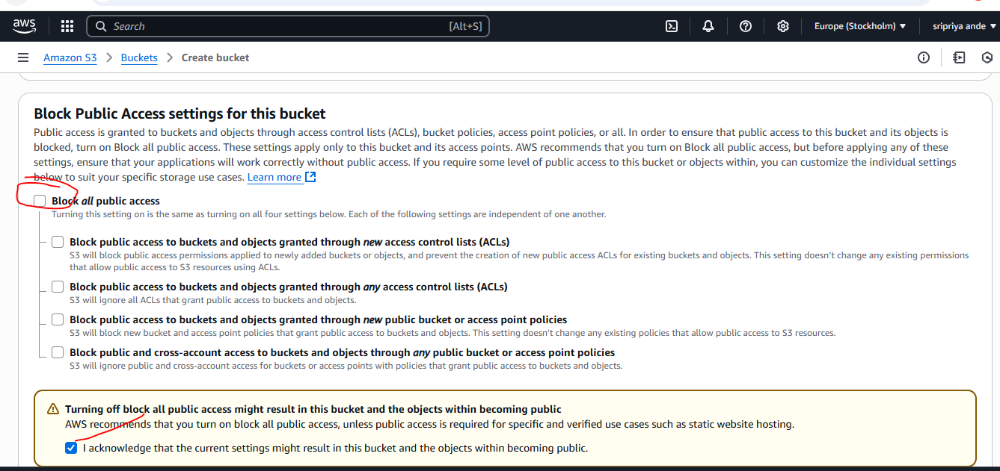 aws
Search
[Alt+S]
Europe (Stockholm)
sripriya ande
Amazon S3
Buckets
Create bucket
Block Public Access settings for this bucket
Public access is granted to buckets and objects through access control lists (ACLs), bucket policies, access point policies, or all. In order to ensure that public access to this bucket and its objects is
blocked, turn on Block all public access. These settings apply only to this bucket and its access points. AWS recommends that you turn on Block all public access, but before applying any of these
settings, ensure that your applications will work correctly without public access. If you require some level of public access to this bucket or objects within, you can customize the individual settings
below to suit your specific storage use cases. Learn more
Block all public access
Turning this setting on is the same as turning on all four settings below. Each of the following settings are independent of one another.
Block public access to buckets and objects granted through new access control lists (ACLs)
S3 will block public access permissions applied to newly added buckets or objects, and prevent the creation of new public access ACLs for existing buckets and objects. This setting doesn't change any existing permissions
that allow public access to S3 resources using ACLs.
Block public access to buckets and objects granted through any access control lists (ACLs)
S3 will ignore all ACLs that grant public access to buckets and objects.
Block public access to buckets and objects granted through new public bucket or access point policies
S3 will block new bucket and access point policies that grant public access to buckets and objects. This setting doesn't change any existing policies that allow public access to S3 resources.
Block public and cross-account access to buckets and objects through any public bucket or access point policies
S3 will ignore public and cross-account access for buckets or access points with policies that grant public access to buckets and objects.
Turning off block all public access might result in this bucket and the objects within becoming public
AWS recommends that you turn on block all public access, unless public access is required for specific and verified use cases such as static website hosting.
I acknowledge that the current settings might result in this bucket and the objects within becoming public.